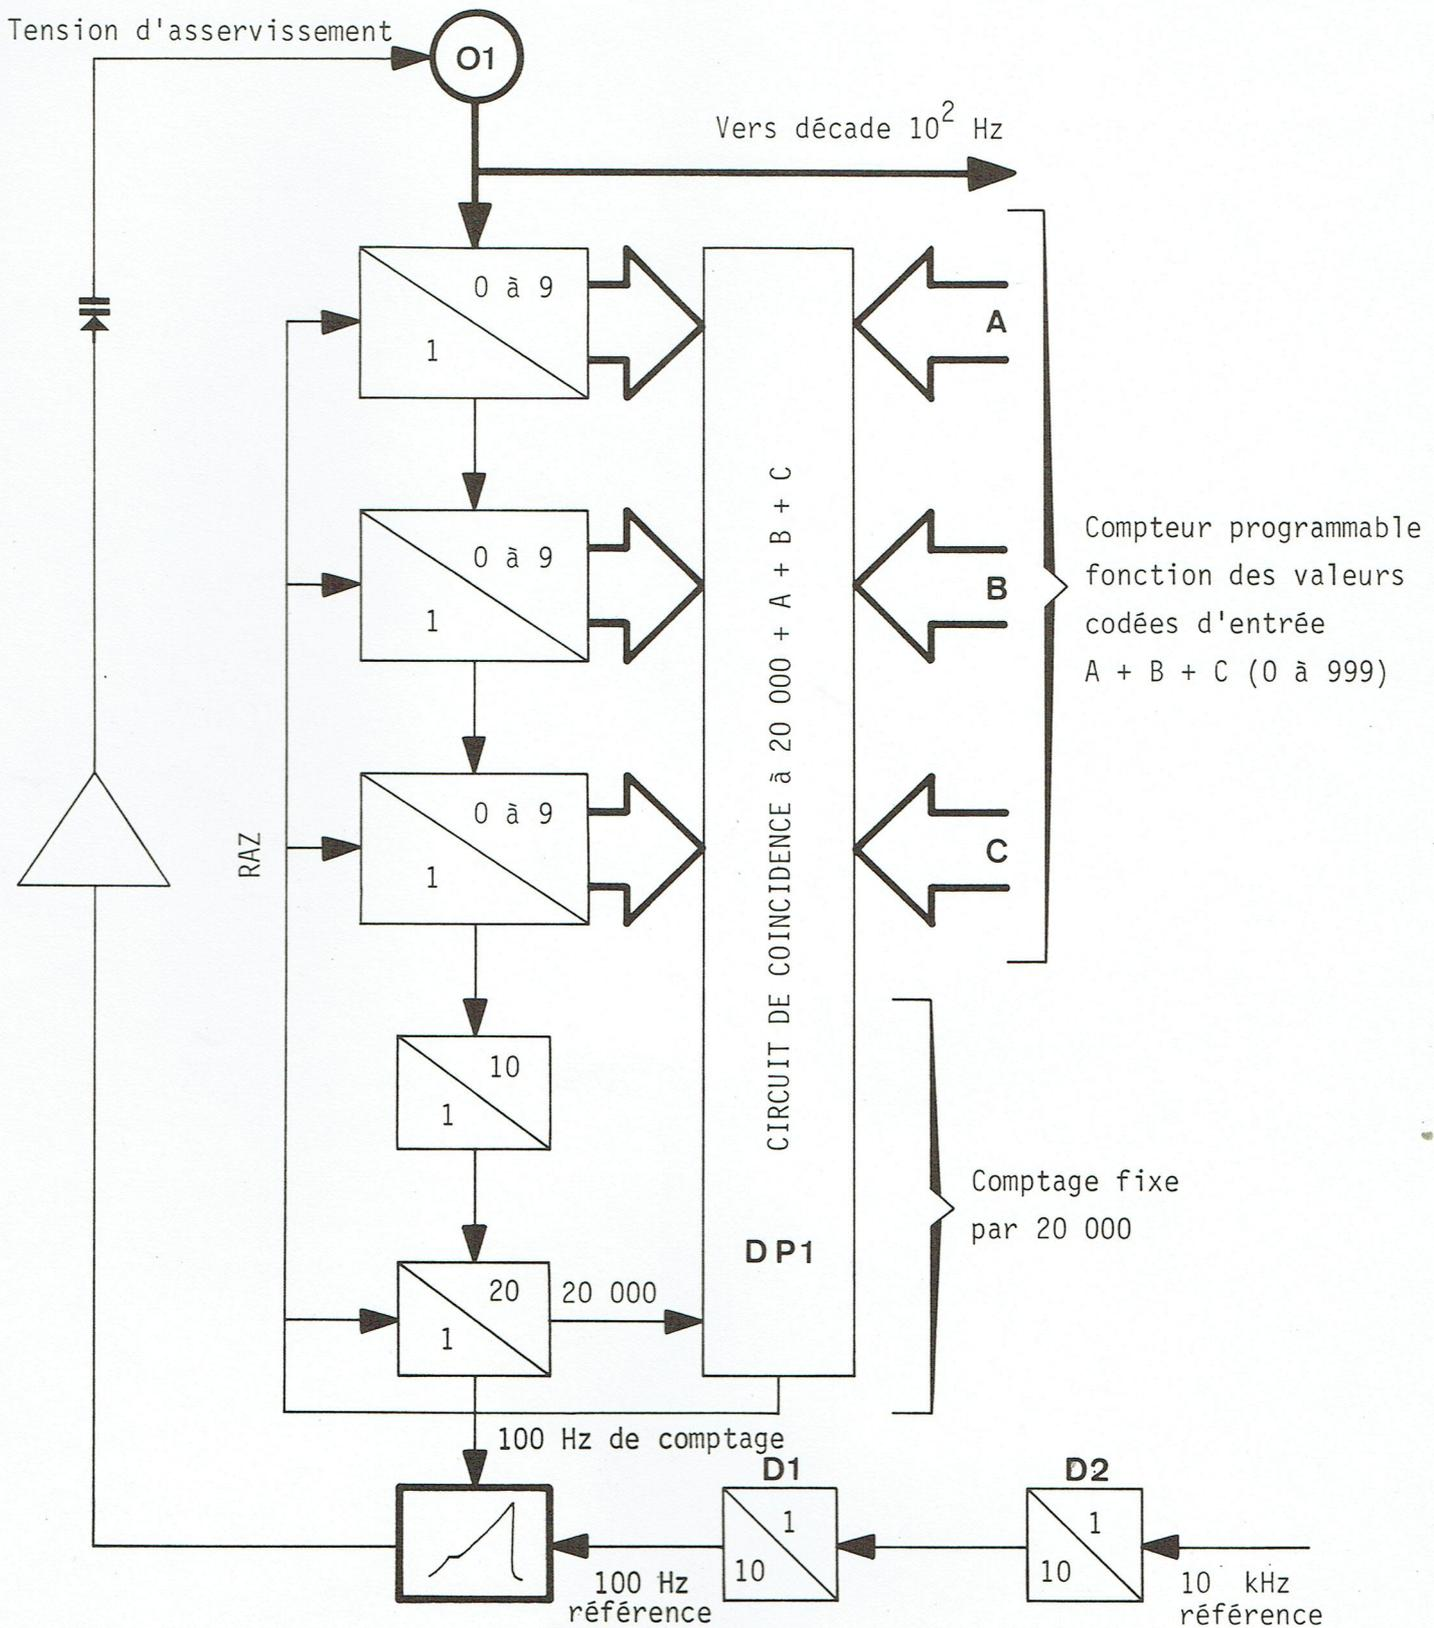 Tension d'asservissement
O1
Vers décade 10² Hz
0 à 9
1
A
0 à 9
1
B
Compteur programmable
fonction des valeurs
codées d'entrée
A + B + C (0 à 999)
0 à 9
1
C
RAZ
CIRCUIT DE COINCIDENCE à 20 000 + A + B + C
10
1
Comptage fixe
par 20 000
DP1
20
1
20 000
100 Hz de comptage
D1
D2
1
10
1
10
100 Hz
référence
10 kHz
référence